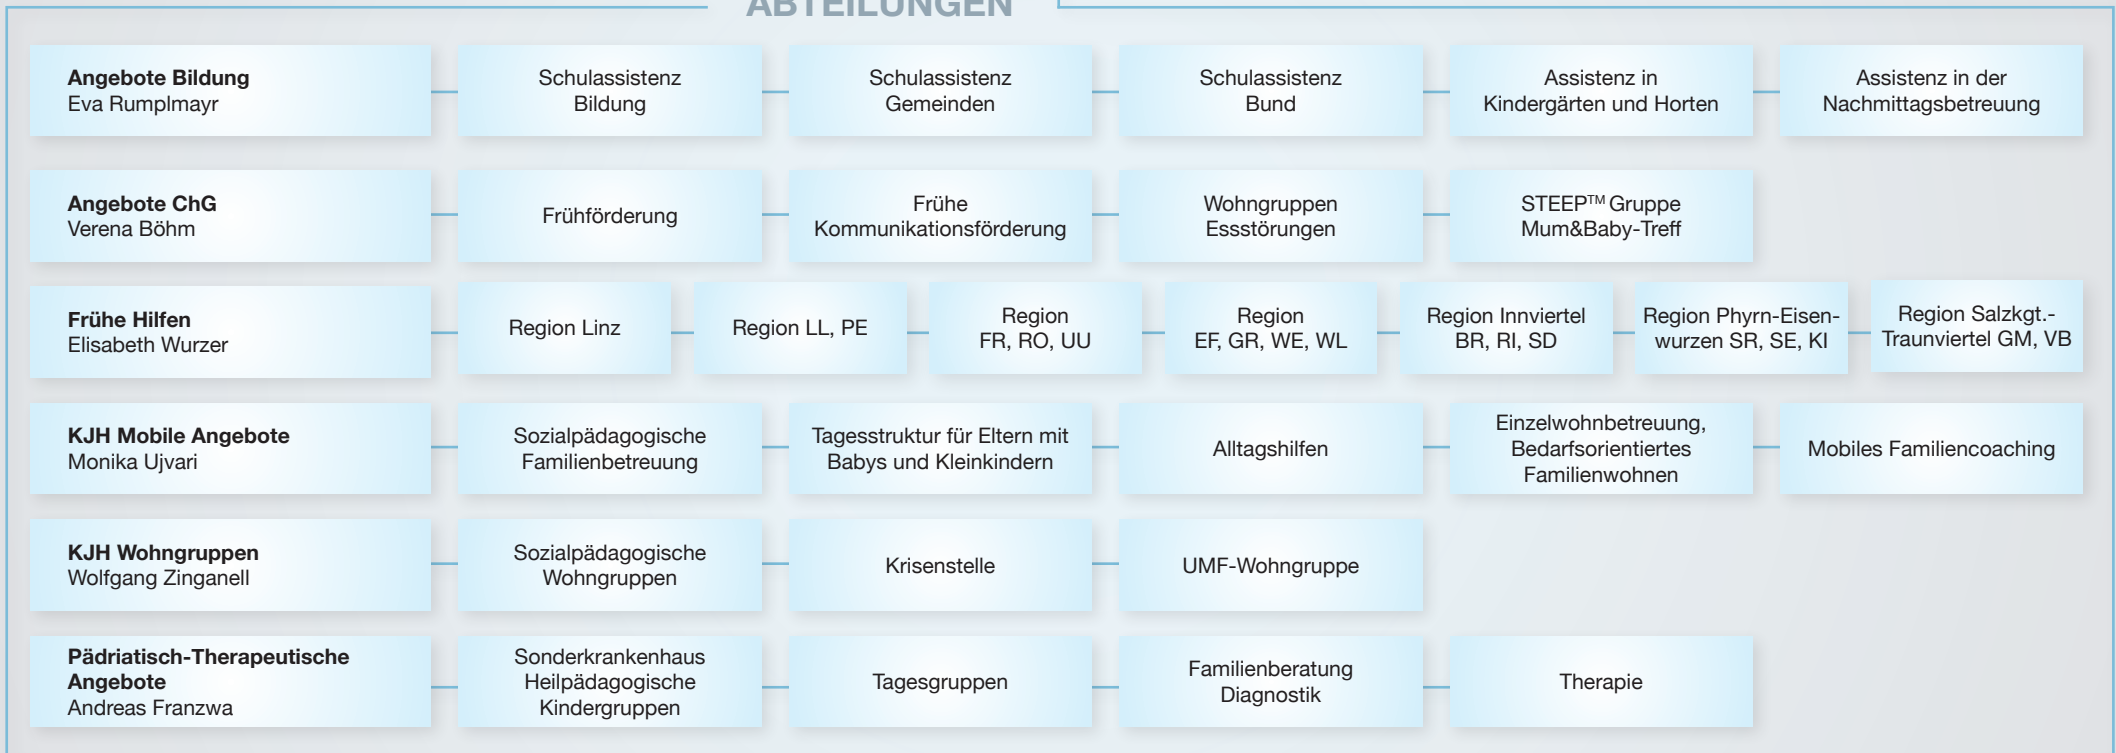 ABTEILUNGEN
Angebote Bildung
Eva Rumplmayr
Schulassistenz
Bildung
Schulassistenz
Gemeinden
Schulassistenz
Bund
Assistenz in
Kindergärten und Horten
Assistenz in der
Nachmittagsbetreuung
Angebote ChG
Verena Böhm
Frühförderung
Frühe
Kommunikationsförderung
Wohngruppen
Essstörungen
STEEP™ Gruppe
Mum&Baby-Treff
Frühe Hilfen
Elisabeth Wurzer
Region Linz
Region LL, PE
Region
FR, RO, UU
Region
EF, GR, WE, WL
Region Innviertel
BR, RI, SD
Region Phyrn-Eisen-
wurzen SR, SE, KI
Region Salzkgt.-
Traunviertel GM, VB
KJH Mobile Angebote
Monika Ujvari
Sozialpädagogische
Familienbetreuung
Tagesstruktur für Eltern mit
Babys und Kleinkindern
Alltagshilfen
Einzelwohnbetreuung,
Bedarfsorientiertes
Familienwohnen
Mobiles Familiencoaching
KJH Wohngruppen
Wolfgang Zinganell
Sozialpädagogische
Wohngruppen
Krisenstelle
UMF-Wohngruppe
Pädriatisch-Therapeutische
Angebote
Andreas Franzwa
Sonderkrankenhaus
Heilpädagogische
Kindergruppen
Tagesgruppen
Familienberatung
Diagnostik
Therapie